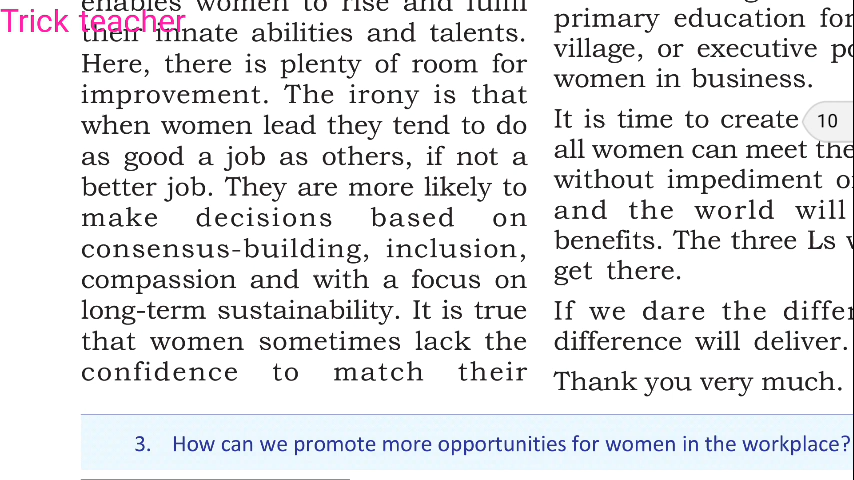 Trick teacher
enables women to rise and fulfil
their innate abilities and talents.
Here, there is plenty of room for
improvement. The irony is that
when women lead they tend to do
as good a job as others, if not a
better job. They are more likely to
make decisions based on
consensus-building, inclusion,
compassion and with a focus on
long-term sustainability. It is true
that women sometimes lack the
confidence to match their
primary education for
village, or executive
women in business.
It is time to create
10
all women can meet the
without impediment
and the world will
benefits. The three Ls
get there.
If we dare the
difference will deliver.
Thank you very much.
3. How can we promote more opportunities for women in the workplace?